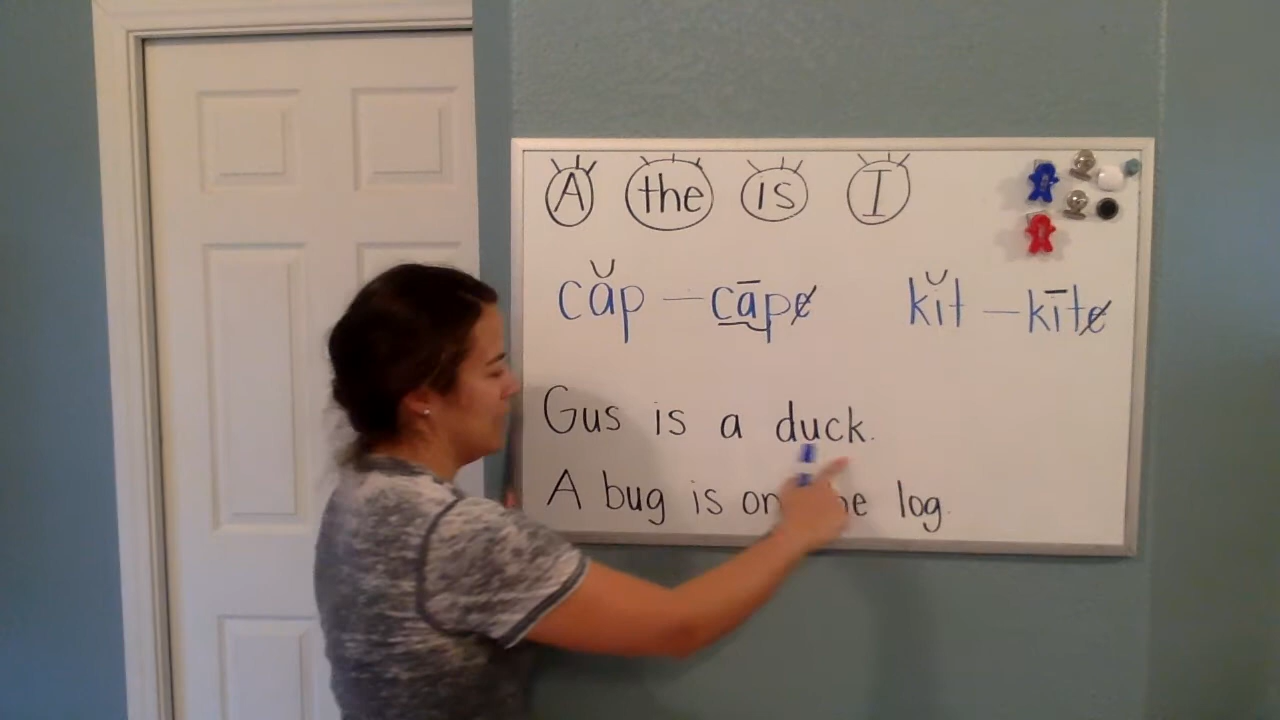 A the is I
căp – cāpe kĭt – kīte
Gus is a duck.
A bug is on the log.